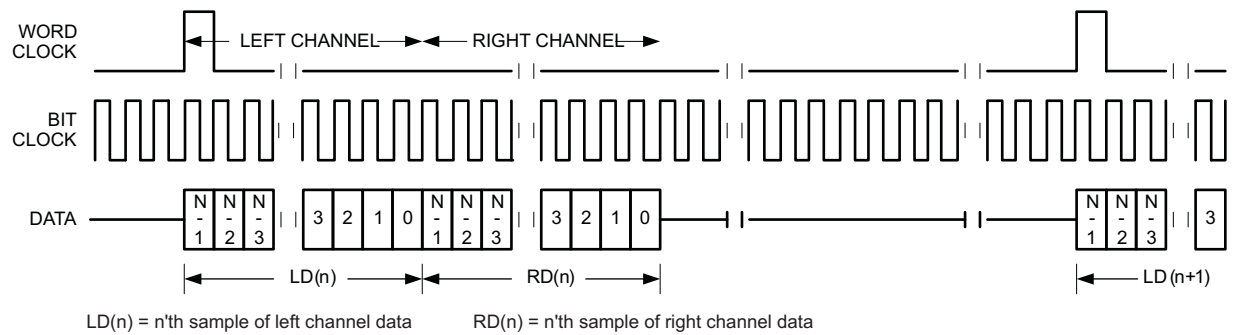 WORD
CLOCK
LEFT CHANNEL
RIGHT CHANNEL
BIT
CLOCK
DATA
N
-
1
N
-
2
N
-
3
3
2
1
0
N
-
1
N
-
2
N
-
3
3
2
1
0
N
-
1
N
-
2
N
-
3
3
LD(n)
RD(n)
LD(n+1)
LD(n) = n'th sample of left channel data
RD(n) = n'th sample of right channel data